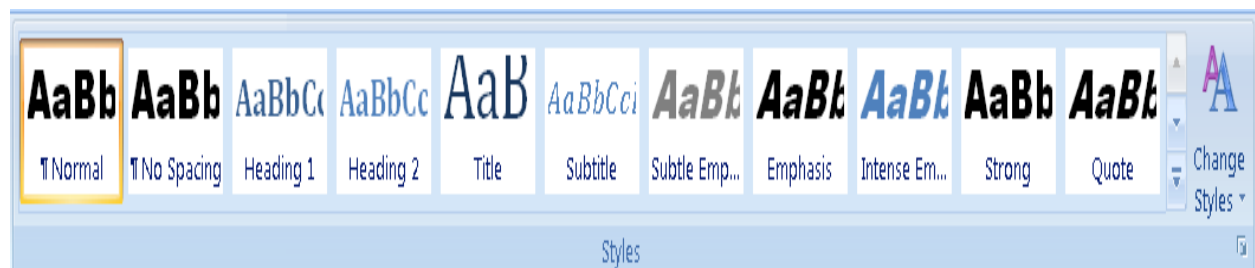 AaBb AaBb AaBbCc AaBbCc AaB AaBbCci AaBb AaBb AaBb AaBb AaBb
¶ Normal ¶ No Spacing Heading 1 Heading 2 Title Subtitle Subtle Emp... Emphasis Intense Em... Strong Quote
Change
Styles
Styles